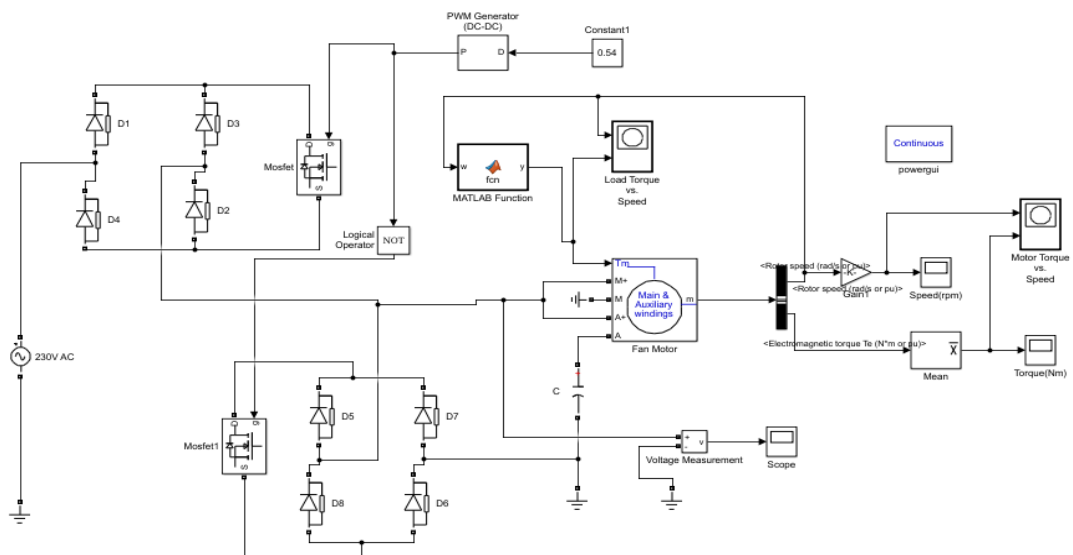 PWM Generator
(DC-DC)
P
D
Constant1
0.54
D1
D3
D4
D2
Mosfet
g
D
S
w
fcn
y
MATLAB Function
Load Torque
vs.
Speed
Continuous
powergui
Logical
Operator
NOT
Tm
M+
M
A+
A
Main &
Auxiliary
windings
m
Fan Motor
<Rotor speed (rad/s or pu)>
<Rotor speed (rad/s or pu)>
-K-
Gain1
Speed(rpm)
Motor Torque
vs.
Speed
<Electromagnetic torque Te (N*m or pu)>
X
Mean
Torque(Nm)
230V AC
+
C
Mosfet1
g
D
S
D5
D7
D8
D6
+
-
v
Voltage Measurement
Scope